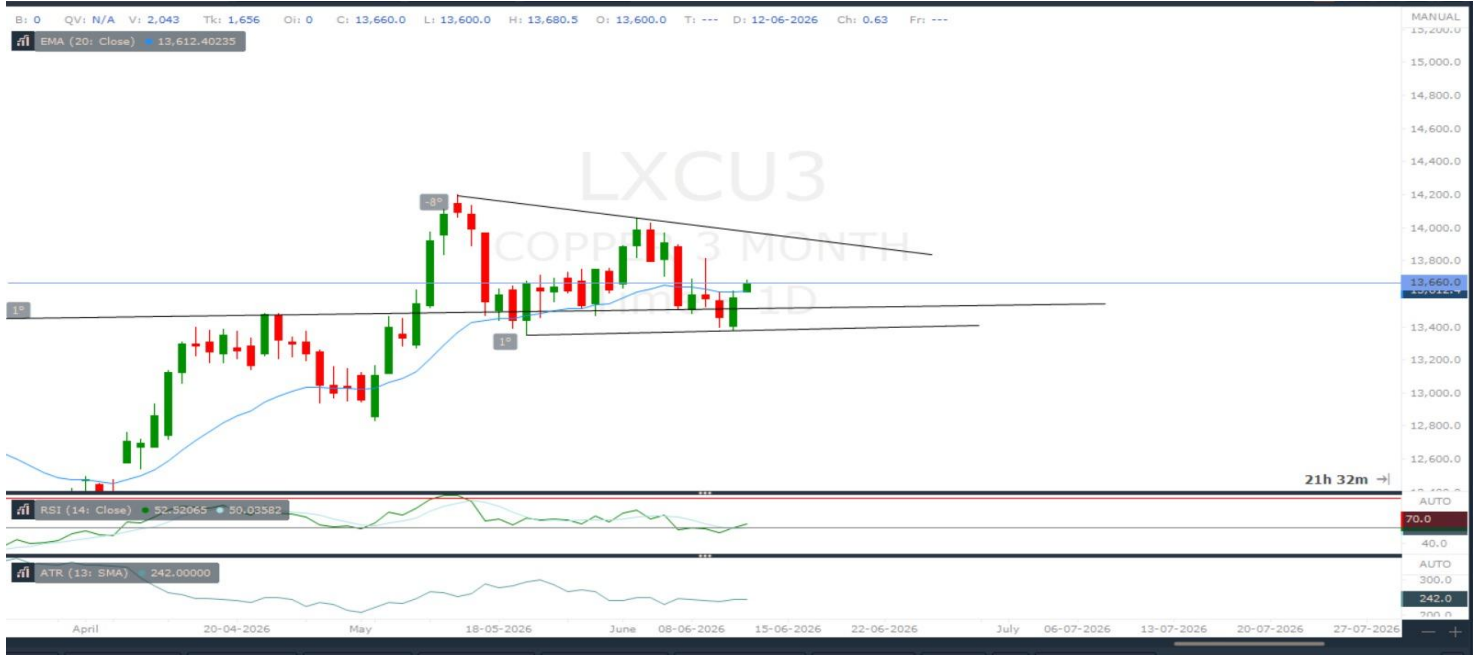 B: 0 QV: N/A V: 2,043 Tk: 1,656 Oi: 0 C: 13,660.0 L: 13,600.0 H: 13,680.5 O: 13,600.0 T: --- D: 12-06-2026 Ch: 0.63 Fr: ---
MANUAL
EMA (20: Close) 13,612.40235
15,200.0
15,000.0
14,800.0
14,600.0
14,400.0
LXCU3
14,200.0
-8°
14,000.0
COPPER 3 MONTH
13,800.0
13,660.0
1D
1°
13,400.0
1°
13,200.0
13,000.0
12,800.0
12,600.0
21h 32m
AUTO
RSI (14: Close) 52.52065 50.03582
70.0
40.0
AUTO
ATR (13: SMA) 242.00000
300.0
242.0
200.0
April 20-04-2026 May 18-05-2026 June 08-06-2026 15-06-2026 22-06-2026 July 06-07-2026 13-07-2026 20-07-2026 27-07-2026